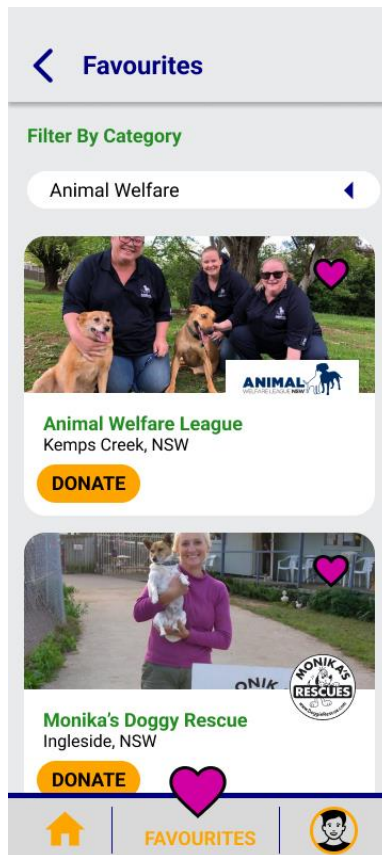 Favourites
Filter By Category
Animal Welfare
ANIMAL
WELFARE LEAGUE NSW
Animal Welfare League
Kemps Creek, NSW
DONATE
ONIK
MONIKA'S
RESCUES
Monika's Doggy Rescue
Ingleside, NSW
DONATE
FAVOURITES